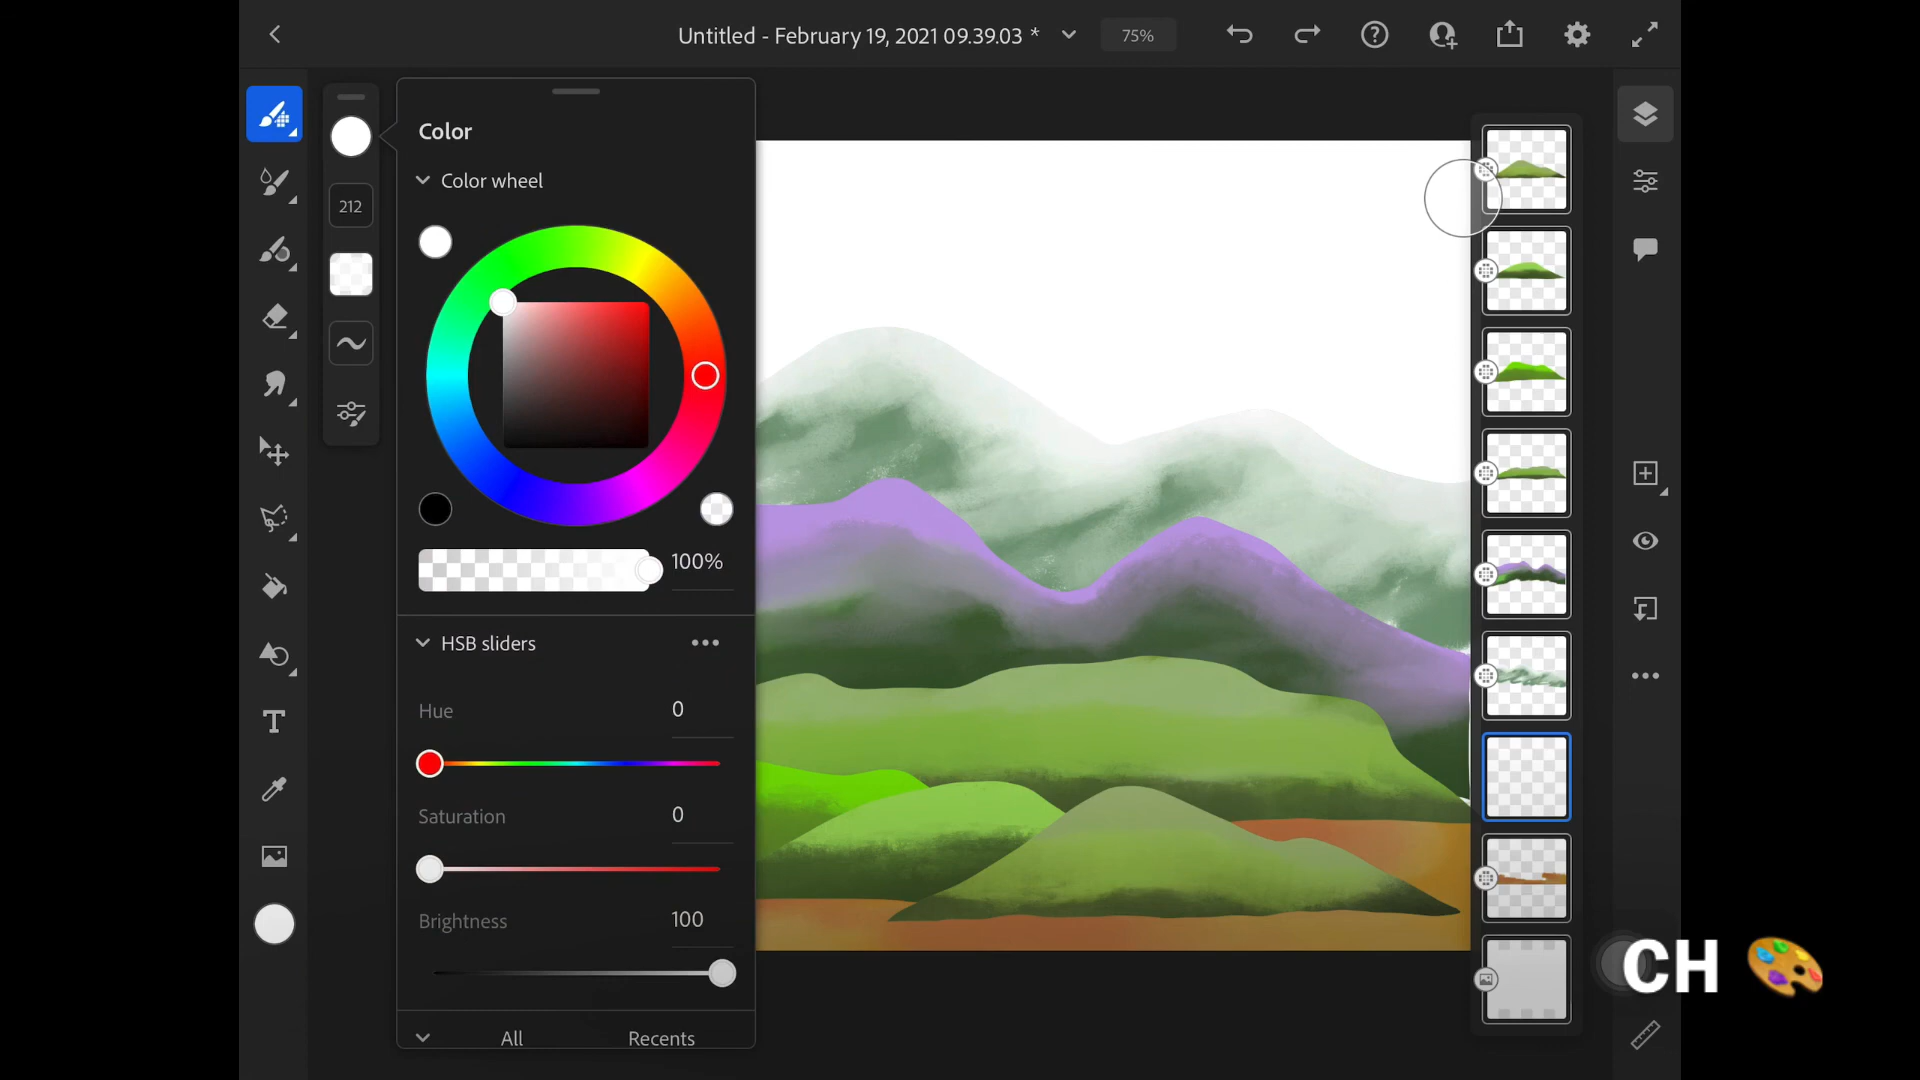 Untitled - February 19, 2021 09.39.03 *
75%
212
Color
Color wheel
100%
HSB sliders
Hue
0
Saturation
0
Brightness
100
All
Recents
CH